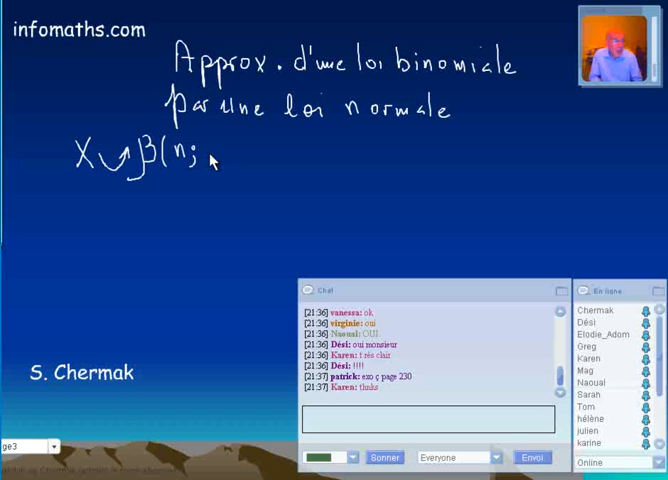 infomaths.com
Approx. d'une loi binomiale
par une loi normale
X ↪ β(n;
S. Chermak
Chat
[21:36] vanessa: ok
[21:36] virginie: oui
[21:36] Naoual: OUI
[21:36] Dési: oui monsieur
[21:36] Karen: t rès clair
[21:36] Dési: !!!!
[21:37] patrick: exo ç page 230
[21:37] Karen: thnks
Sonner
Everyone
Envoi
En ligne
Chermak
Dési
Elodie_Adom
Greg
Karen
Mag
Naoual
Saran
Tom
hélène
julien
karine
Online
ge3